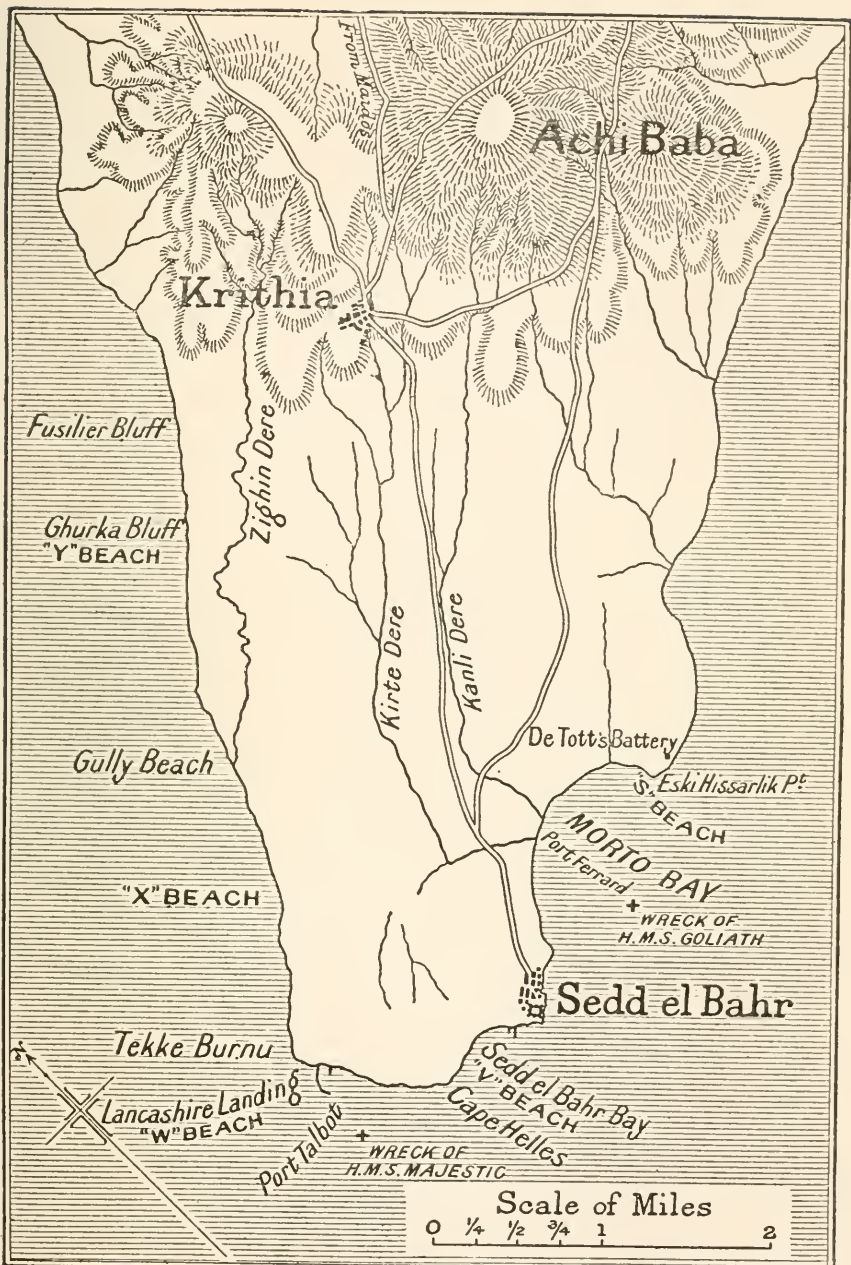 From Maidos
Achi Baba
Krithia
Fusilier Bluff
Zighin Dere
Ghurka Bluff
"Y" BEACH
Kirte Dere
Kanli Dere
De Tott's Battery
Gully Beach
Eski Hissarlik Pt.
"S" BEACH
MORTO BAY
Port Ferrard
"X" BEACH
WRECK OF
H.M.S. GOLIATH
Sedd el Bahr
Tekke Burnu
Sedd el Bahr Bay
"V" BEACH
Cape Helles
Lancashire Landing
"W" BEACH
Port Talbot
WRECK OF
H.M.S. MAJESTIC
N
Scale of Miles
0 1/4 1/2 3/4 1 2